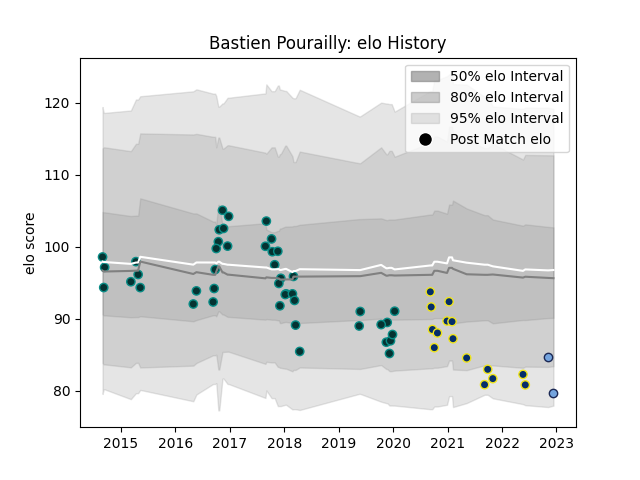 Bastien Pourailly: elo History
50% elo Interval
80% elo Interval
95% elo Interval
Post Match elo
elo score
120
110
100
90
80
2015
2016
2017
2018
2019
2020
2021
2022
2023